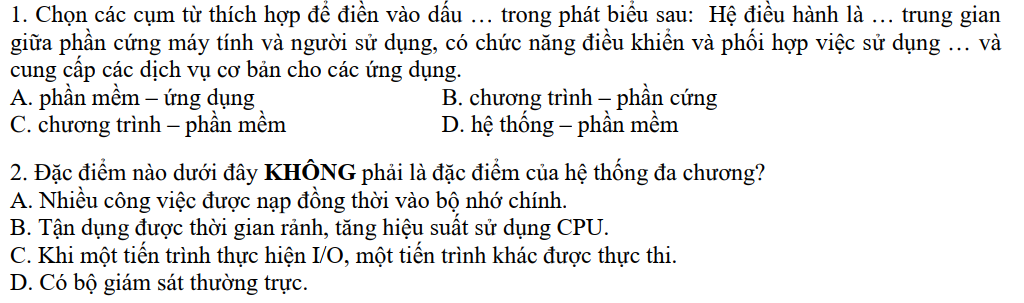 1. Chọn các cụm từ thích hợp để điền vào dấu … trong phát biểu sau: Hệ điều hành là … trung gian
giữa phần cứng máy tính và người sử dụng, có chức năng điều khiển và phối hợp việc sử dụng … và
cung cấp các dịch vụ cơ bản cho các ứng dụng.
A. phần mềm – ứng dụng B. chương trình – phần cứng
C. chương trình – phần mềm D. hệ thống – phần mềm
2. Đặc điểm nào dưới đây KHÔNG phải là đặc điểm của hệ thống đa chương?
A. Nhiều công việc được nạp đồng thời vào bộ nhớ chính.
B. Tận dụng được thời gian rảnh, tăng hiệu suất sử dụng CPU.
C. Khi một tiến trình thực hiện I/O, một tiến trình khác được thực thi.
D. Có bộ giám sát thường trực.